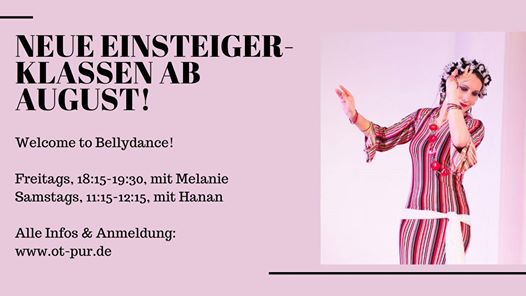 NEUE EINSTEIGER-
KLASSEN AB
AUGUST!
Welcome to Bellydance!
Freitags, 18:15-19:30, mit Melanie
Samstags, 11:15-12:15, mit Hanan
Alle Infos & Anmeldung:
www.ot-pur.de